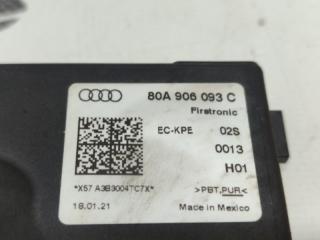 80A 906 093 C
Firstronic
EC-KPE 02S
0013
H01
*X57 A3B3004TC7X*
>PBT.PUR<
18.01.21 Made in Mexico